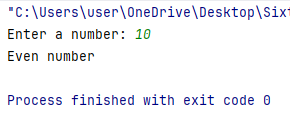 "C:\Users\user\OneDrive\Desktop\Sixt
Enter a number: 10
Even number
Process finished with exit code 0